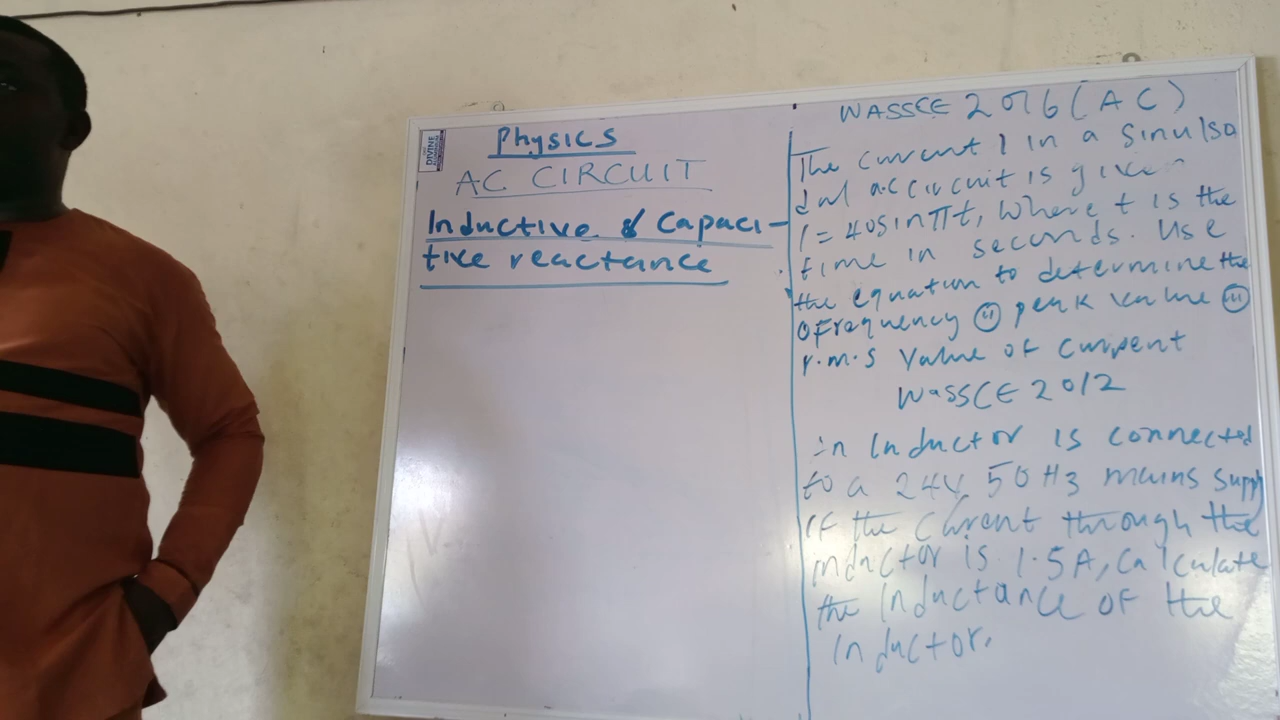 DIVINE
Physics
AC CIRCUIT
Inductive & Capaci-
tive reactance
WASSCE 2016 (AC)
The current I in a sinulso
dal a.c circuit is given
I = 40sinπt, where t is the
time in seconds. Use
the equation to determine the
frequency (ii) peak value (iii)
r.m.s value of current
WASSCE 2012
An Inductor is connected
to a 24V, 50Hz mains supply
If the current through the
inductor is 1.5A, calculate
the Inductance of the
Inductor.